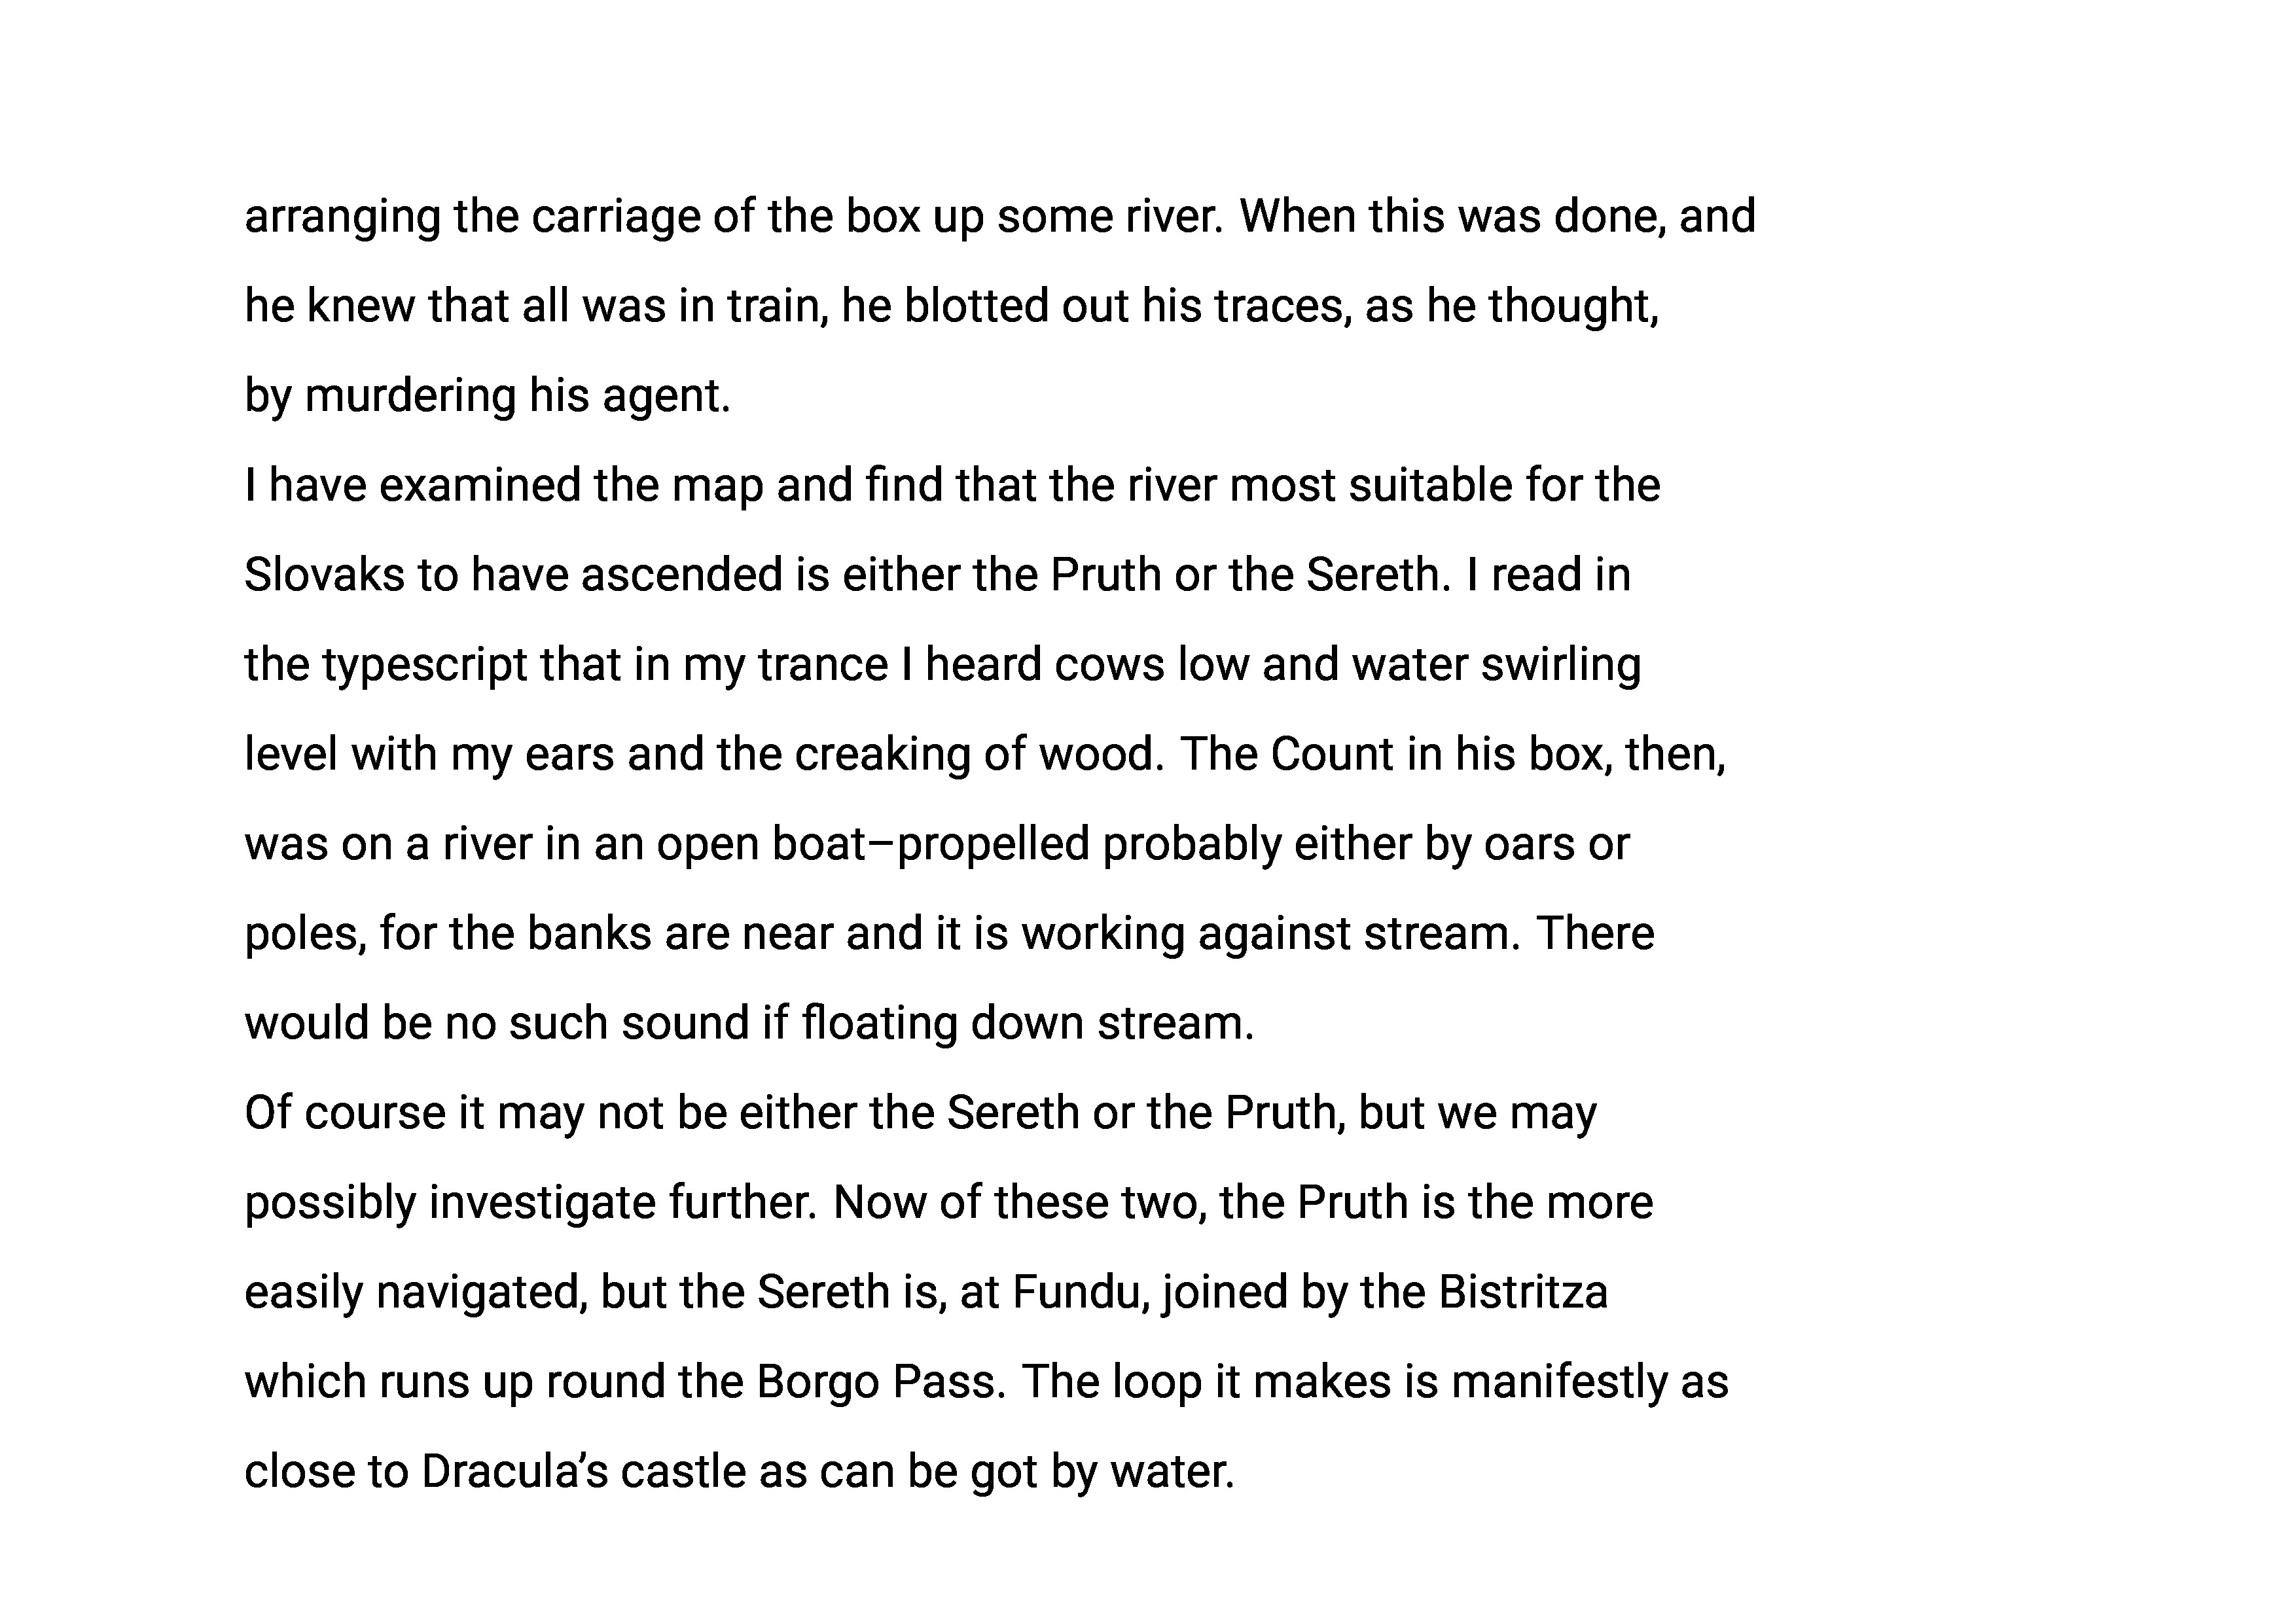 arranging the carriage of the box up some river. When this was done, and
he knew that all was in train, he blotted out his traces, as he thought,
by murdering his agent.
I have examined the map and find that the river most suitable for the
Slovaks to have ascended is either the Pruth or the Sereth. I read in
the typescript that in my trance I heard cows low and water swirling
level with my ears and the creaking of wood. The Count in his box, then,
was on a river in an open boat–propelled probably either by oars or
poles, for the banks are near and it is working against stream. There
would be no such sound if floating down stream.
Of course it may not be either the Sereth or the Pruth, but we may
possibly investigate further. Now of these two, the Pruth is the more
easily navigated, but the Sereth is, at Fundu, joined by the Bistritza
which runs up round the Borgo Pass. The loop it makes is manifestly as
close to Dracula’s castle as can be got by water.